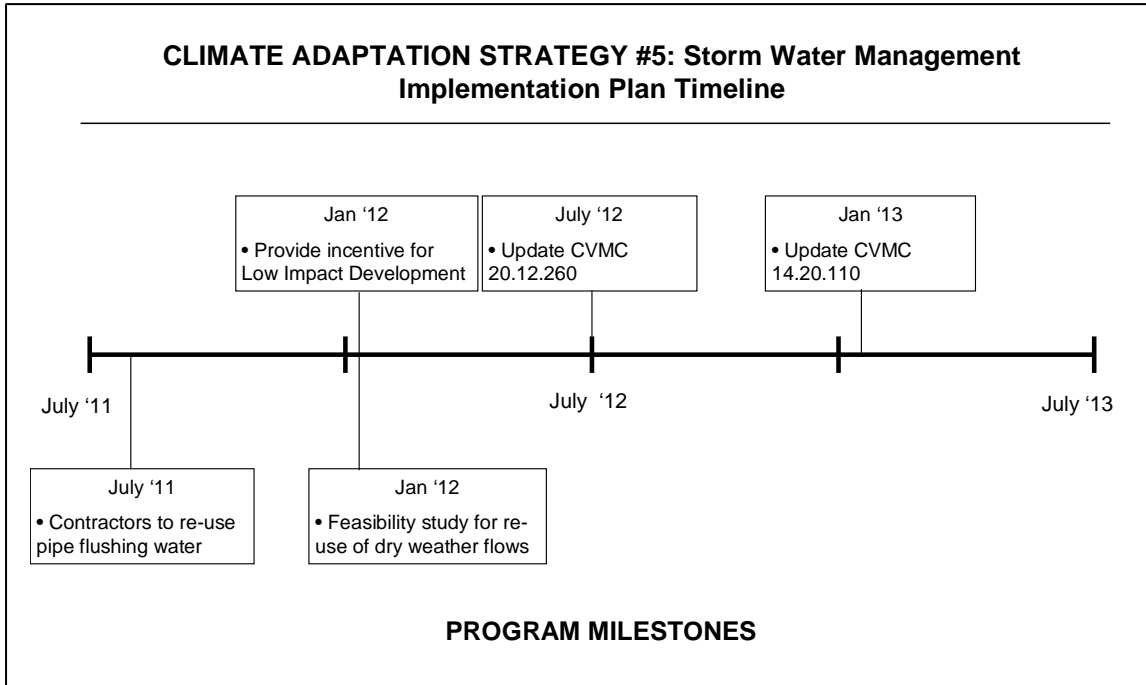 CLIMATE ADAPTATION STRATEGY #5: Storm Water Management
Implementation Plan Timeline
Jan ‘12
• Provide incentive for
Low Impact Development
July ‘12
• Update CVMC
20.12.260
Jan ‘13
• Update CVMC
14.20.110
July ‘11
July ‘12
July ‘13
July ‘11
• Contractors to re-use
pipe flushing water
Jan ‘12
• Feasibility study for re-
use of dry weather flows
PROGRAM MILESTONES